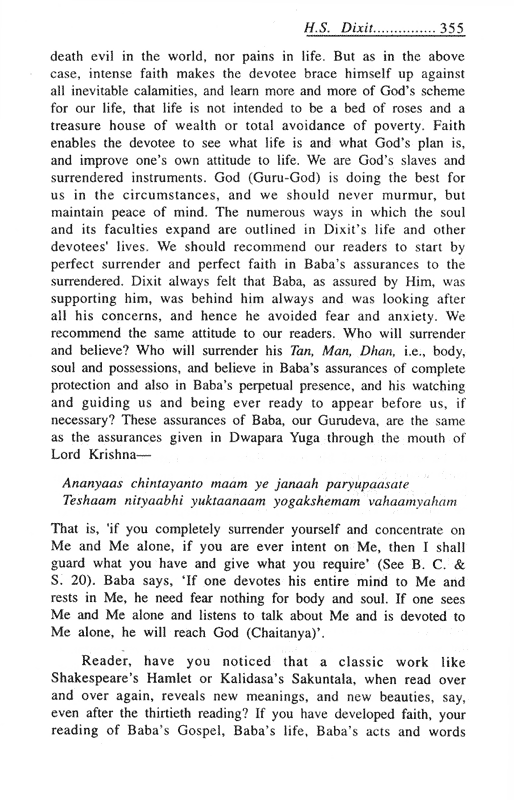 H.S. Dixit...............355
death evil in the world, nor pains in life. But as in the above
case, intense faith makes the devotee brace himself up against
all inevitable calamities, and learn more and more of God's scheme
for our life, that life is not intended to be a bed of roses and a
treasure house of wealth or total avoidance of poverty. Faith
enables the devotee to see what life is and what God's plan is,
and improve one's own attitude to life. We are God's slaves and
surrendered instruments. God (Guru-God) is doing the best for
us in the circumstances, and we should never murmur, but
maintain peace of mind. The numerous ways in which the soul
and its faculties expand are outlined in Dixit's life and other
devotees' lives. We should recommend our readers to start by
perfect surrender and perfect faith in Baba's assurances to the
surrendered. Dixit always felt that Baba, as assured by Him, was
supporting him, was behind him always and was looking after
all his concerns, and hence he avoided fear and anxiety. We
recommend the same attitude to our readers. Who will surrender
and believe? Who will surrender his Tan, Man, Dhan, i.e., body,
soul and possessions, and believe in Baba's assurances of complete
protection and also in Baba's perpetual presence, and his watching
and guiding us and being ever ready to appear before us, if
necessary? These assurances of Baba, our Gurudeva, are the same
as the assurances given in Dwapara Yuga through the mouth of
Lord Krishna—
Ananyaas chintayanto maam ye janaah paryupaasate
Teshaam nityaabhi yuktaanaam yogakshemam vahaamyaham
That is, 'if you completely surrender yourself and concentrate on
Me and Me alone, if you are ever intent on Me, then I shall
guard what you have and give what you require' (See B. C. &
S. 20). Baba says, 'If one devotes his entire mind to Me and
rests in Me, he need fear nothing for body and soul. If one sees
Me and Me alone and listens to talk about Me and is devoted to
Me alone, he will reach God (Chaitanya)'.
Reader, have you noticed that a classic work like
Shakespeare's Hamlet or Kalidasa's Sakuntala, when read over
and over again, reveals new meanings, and new beauties, say,
even after the thirtieth reading? If you have developed faith, your
reading of Baba's Gospel, Baba's life, Baba's acts and words